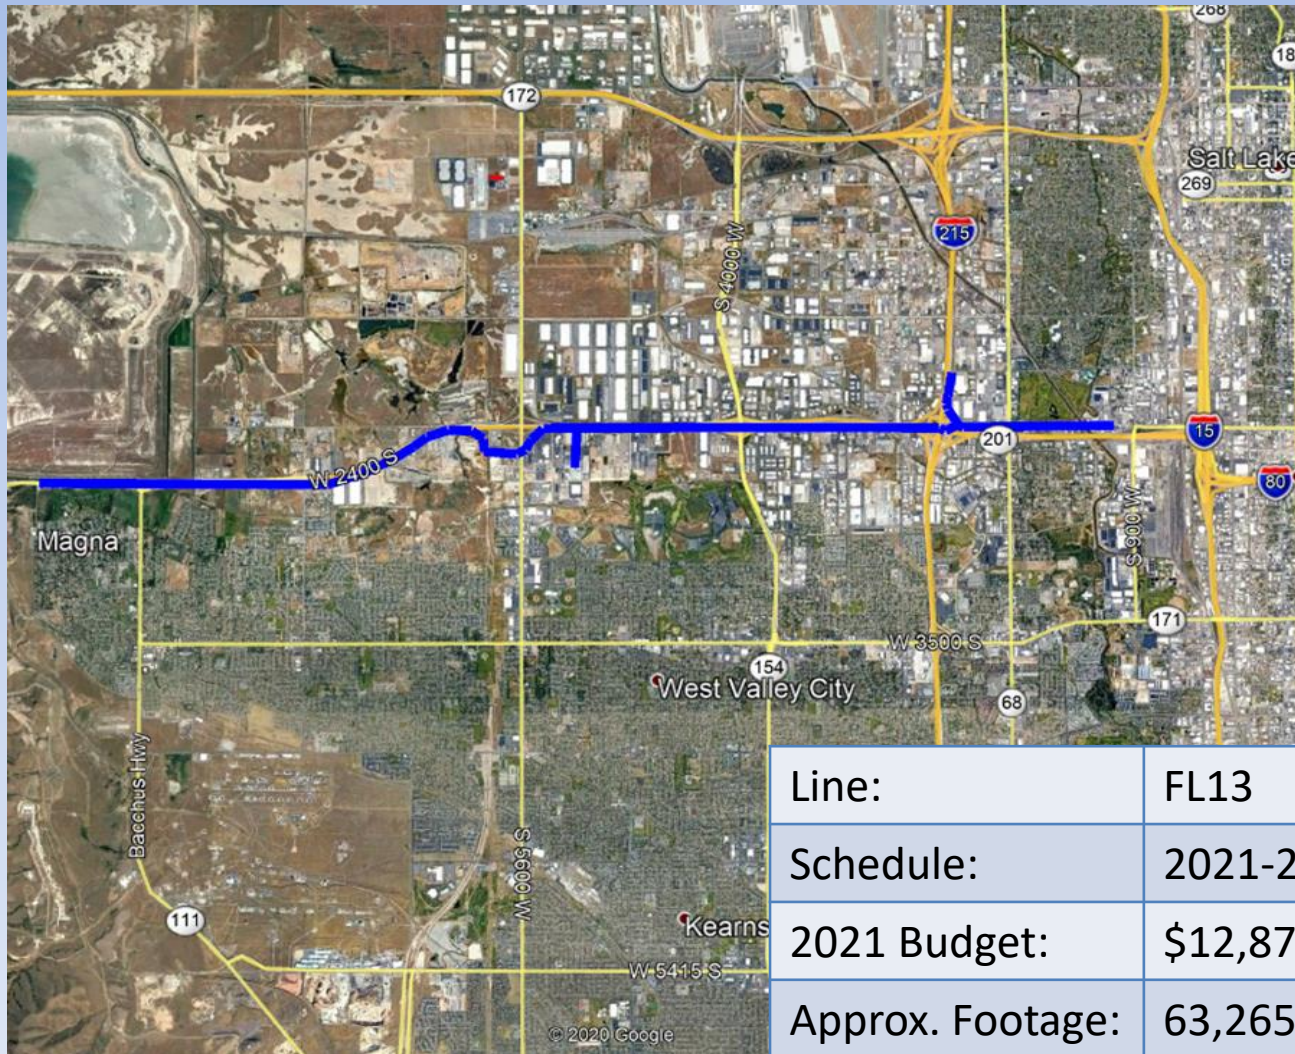 268
18
172
Salt Lake
269
215
S 4000 W
201
15
W 2400 S
80
Magna
S 900 W
171
W 3500 S
154
West Valley City
68
Bacchus Hwy
S 5600 W
111
Kearns
W 5415 S
© 2020 Google
Line: FL13
Schedule: 2021-2
2021 Budget: $12,87
Approx. Footage: 63,265